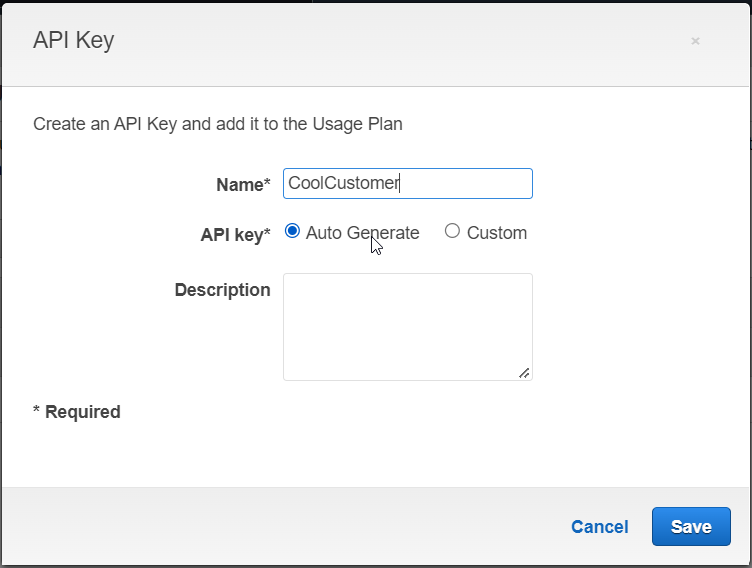 API Key
×
Create an API Key and add it to the Usage Plan
Name*
CoolCustomer
API key*
Auto Generate
Custom
Description
* Required
Cancel
Save